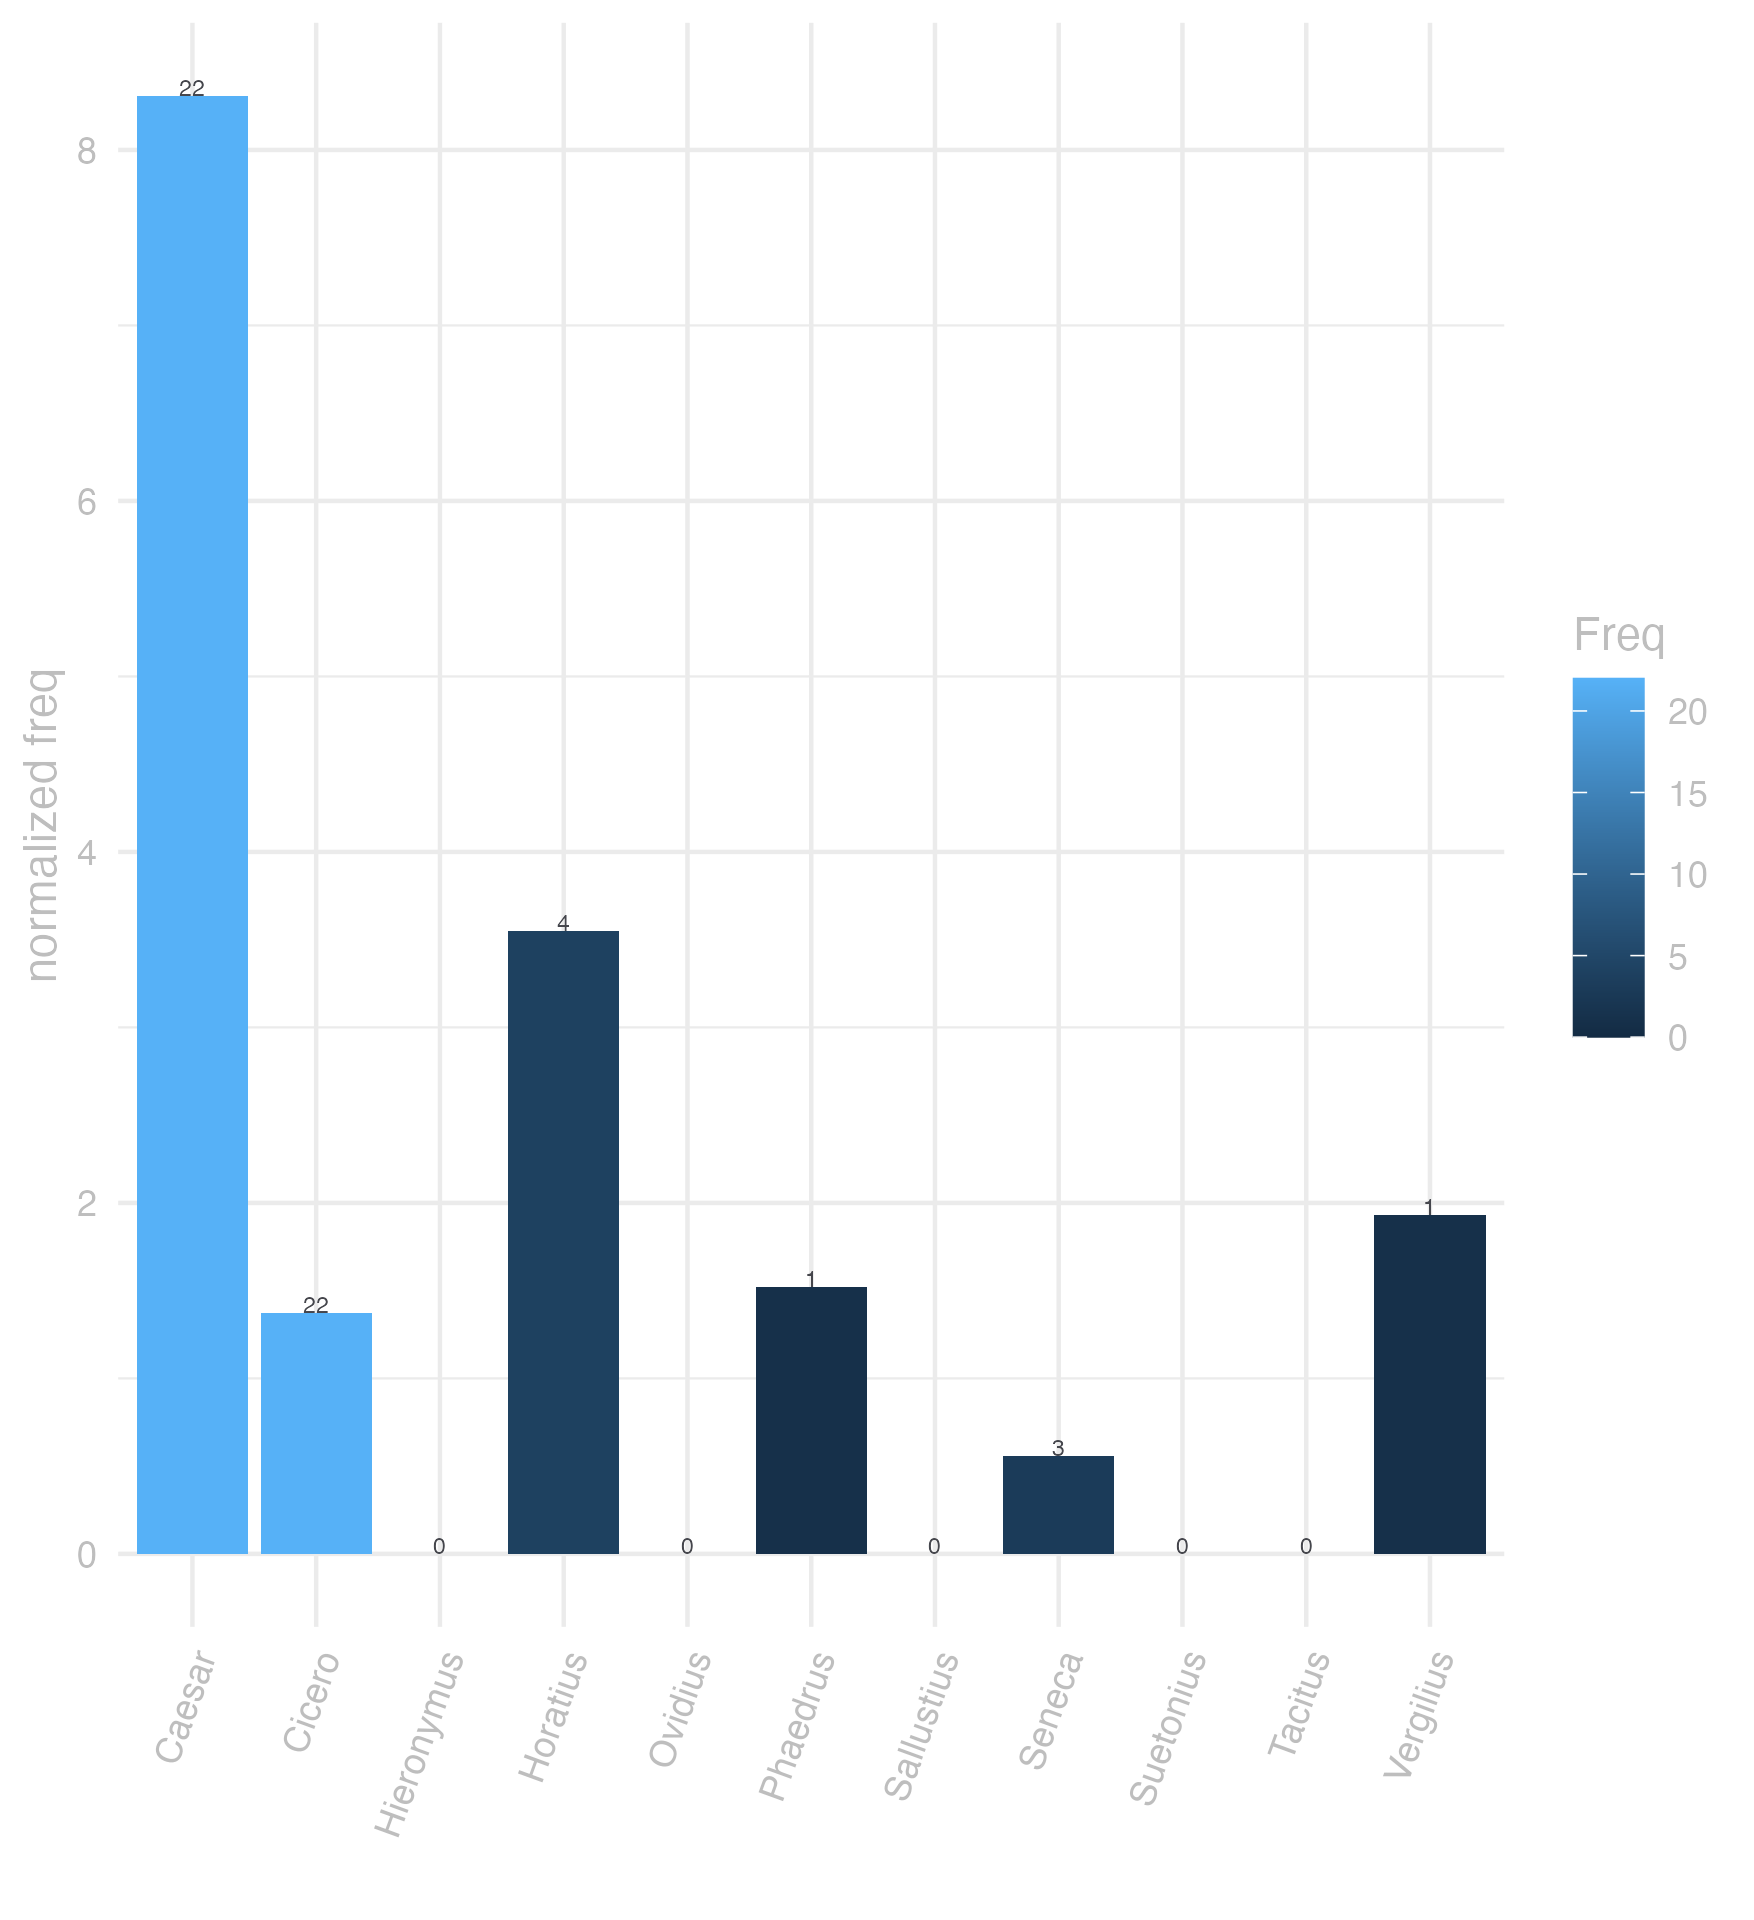 normalized freq
8
6
4
2
0
22
22
0
4
0
1
0
3
0
0
1
Caesar
Cicero
Hieronymus
Horatius
Ovidius
Phaedrus
Sallustius
Seneca
Suetonius
Tacitus
Vergilius
Freq
20
15
10
5
0